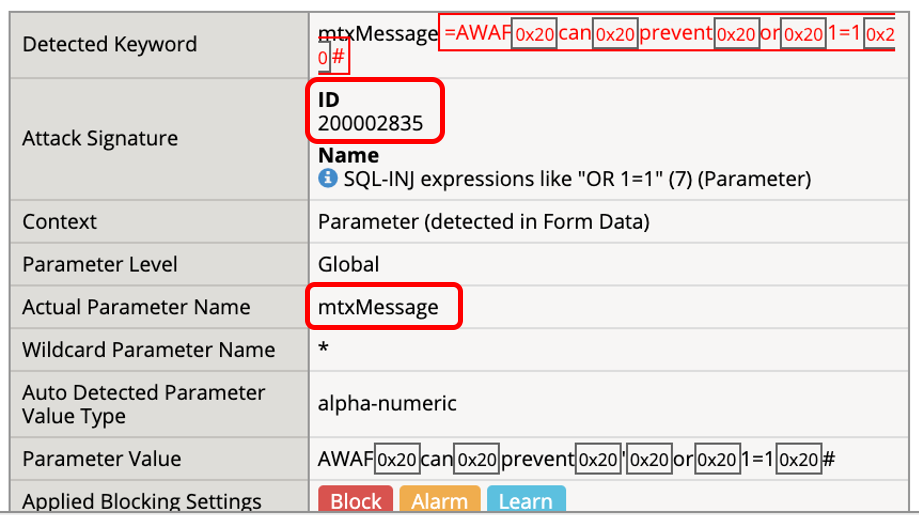 Detected Keyword
mtxMessage=AWAF0x20can0x20prevent0x20or0x201=10x2
0#
Attack Signature
ID
200002835
Name
SQL-INJ expressions like "OR 1=1" (7) (Parameter)
Context
Parameter (detected in Form Data)
Parameter Level
Global
Actual Parameter Name
mtxMessage
Wildcard Parameter Name
*
Auto Detected Parameter
Value Type
alpha-numeric
Parameter Value
AWAF0x20can0x20prevent0x20'0x20or0x201=10x20#
Applied Blocking Settings
Block Alarm Learn